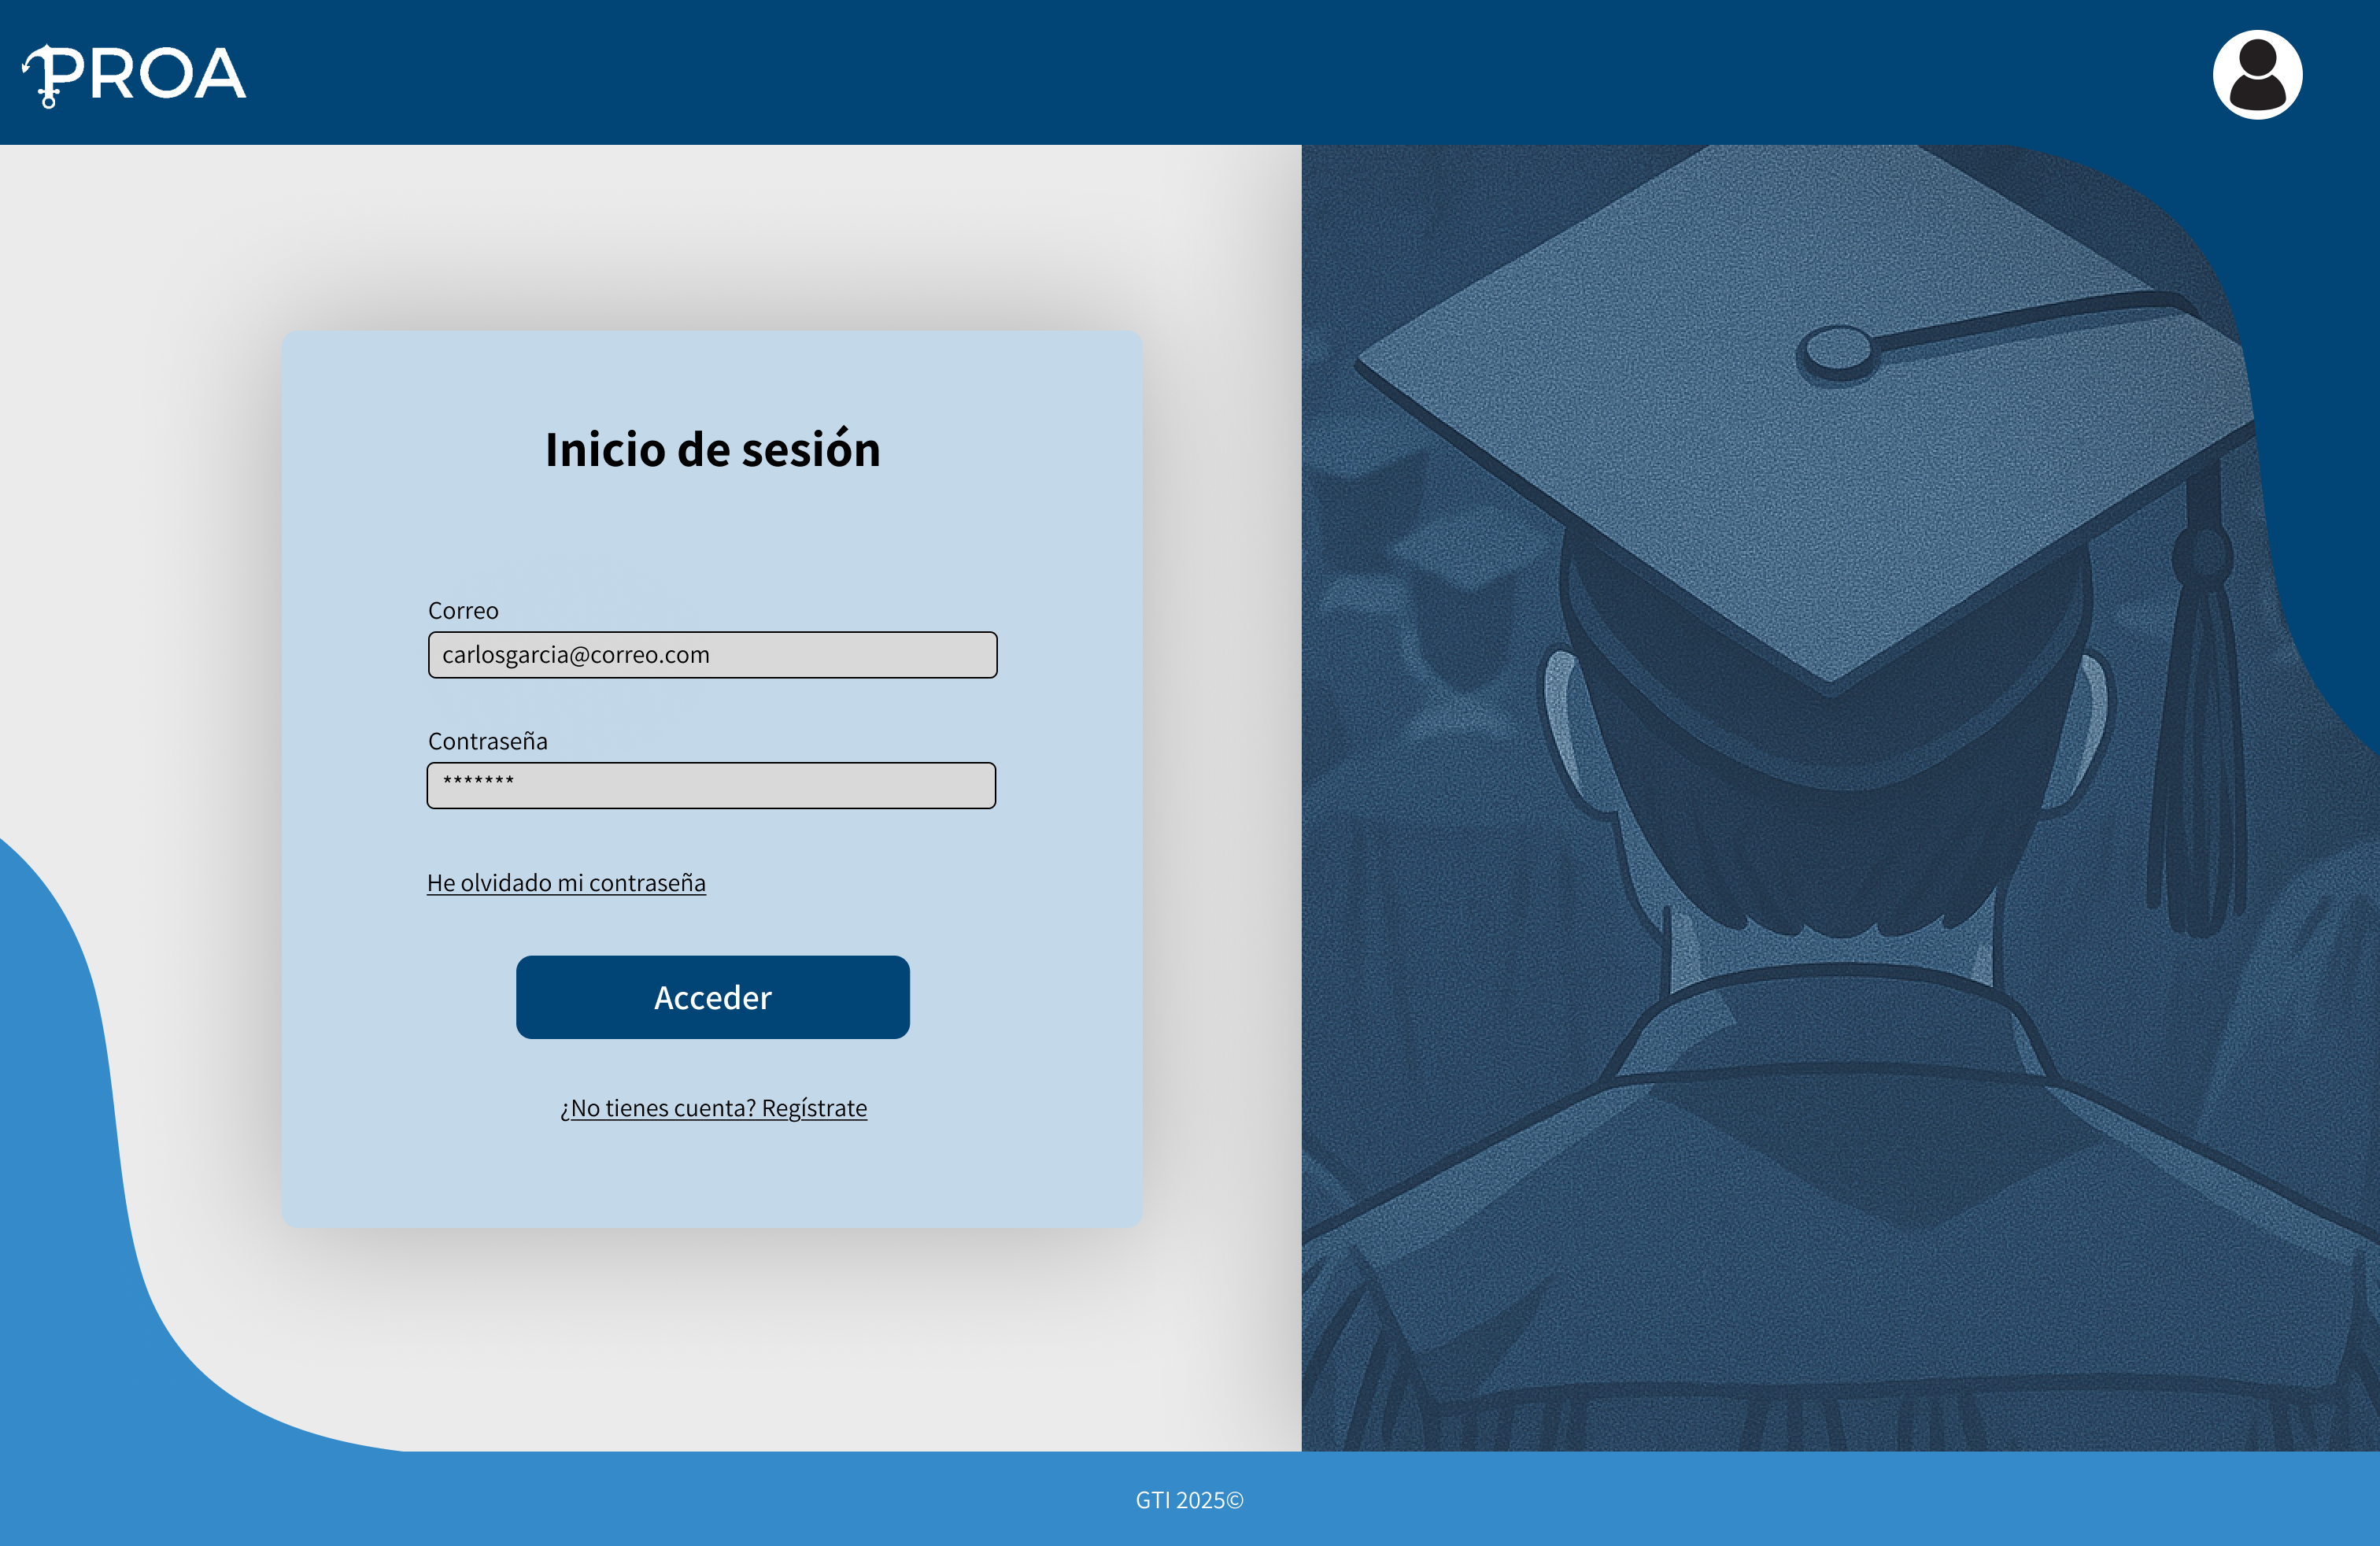 PROA
Inicio de sesión
Correo
carlosgarcia@correo.com
Contraseña
*******
He olvidado mi contraseña
Acceder
¿No tienes cuenta? Regístrate
GTI 2025©